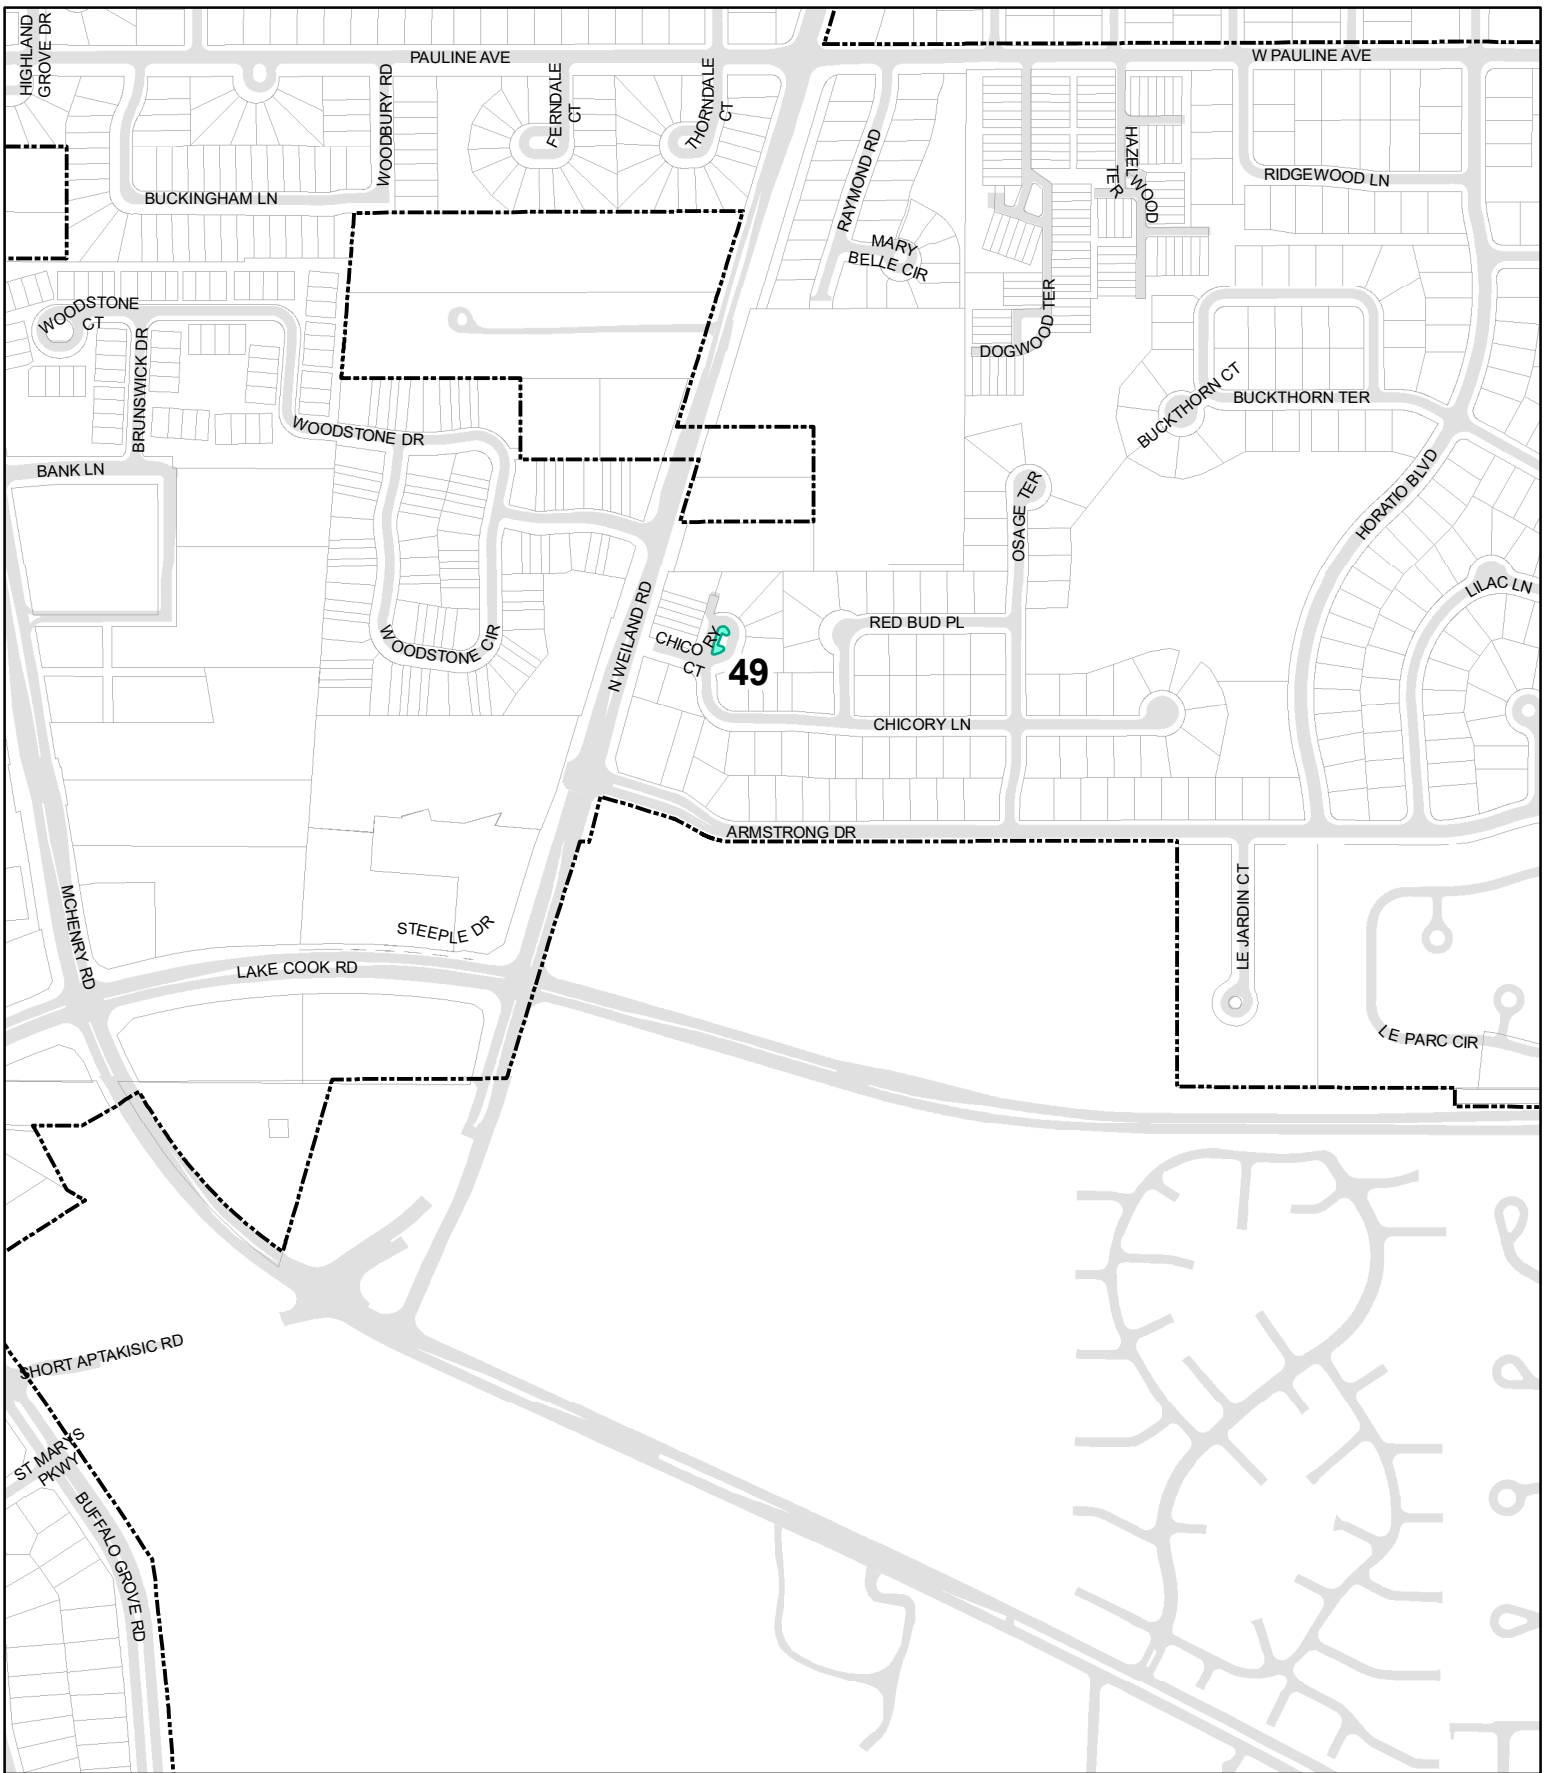 HIGHLAND
GROVE DR
PAULINE AVE
W PAULINE AVE
WOODBURY RD
FERNDALE
CT
THORNDALE
CT
RAYMOND RD
HAZELWOOD
TER
RIDGEWOOD LN
BUCKINGHAM LN
MARY
BELLE CIR
WOODSTONE
CT
BRUNSWICK DR
DOGWOOD TER
BUCKTHORN CT
BUCKTHORN TER
WOODSTONE DR
BANK LN
HORATIO BLVD
OSAGE TER
LILAC LN
N WEILAND RD
RED BUD PL
WOODSTONE CIR
CHICORY
CT
49
CHICORY LN
ARMSTRONG DR
MCHENRY RD
STEEPLE DR
LE JARDIN CT
LAKE COOK RD
LE PARC CIR
SHORT APTAKISIC RD
ST MARYS
PKWY
BUFFALO GROVE RD